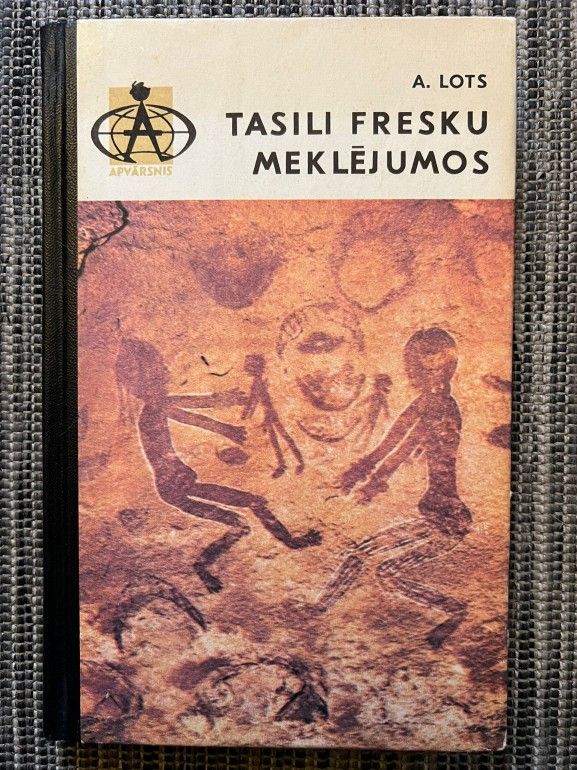 A. LOTS
TASILI FRESKU
MEKLĒJUMOS
APVĀRSNIS